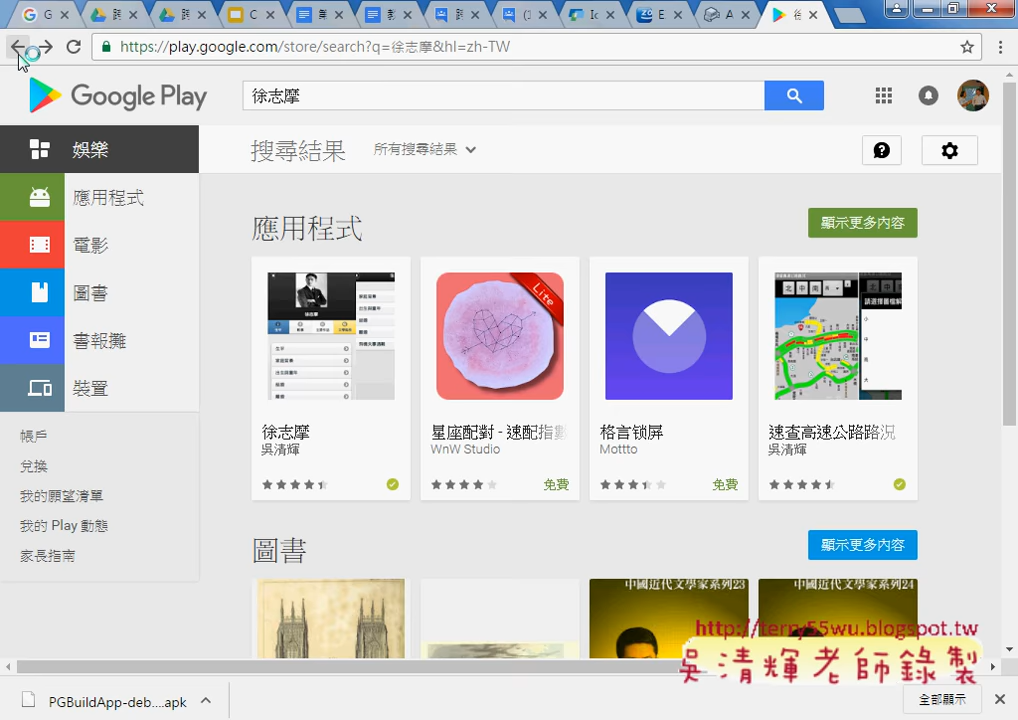 https://play.google.com/store/search?q=徐志摩&hl=zh-TW
Google Play
徐志摩
娛樂
搜尋結果
所有搜尋結果
應用程式
電影
圖書
書報攤
裝置
帳戶
兌換
我的願望清單
我的 Play 動態
家長指南
應用程式
顯示更多內容
Lite
徐志摩
吳清輝
星座配對 - 速配指數
WnW Studio
免費
格言锁屏
Mottto
免費
速查高速公路路況
吳清輝
圖書
顯示更多內容
中國近代文學家系列23
中國近代文學家系列24
http://terry55wu.blogspot.tw
吳清輝老師錄製
PGBuildApp-deb....apk
全部顯示